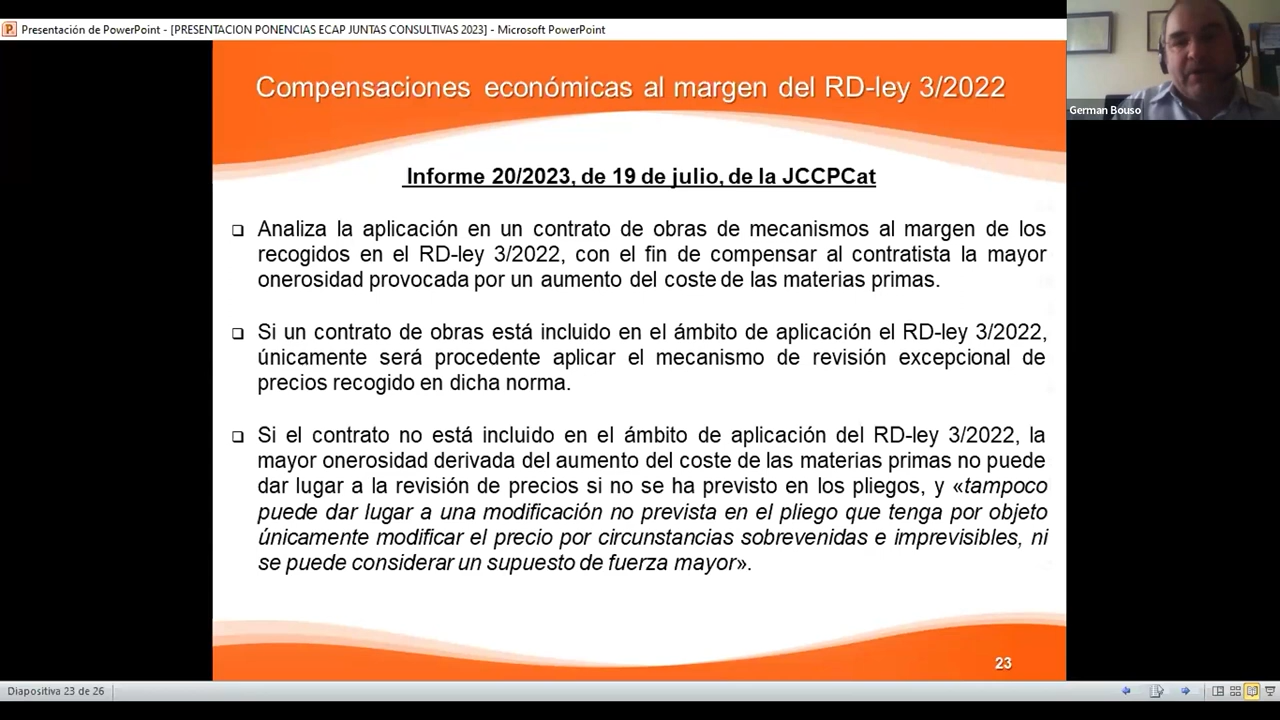 Presentación de PowerPoint - [PRESENTACION PONENCIAS ECAP JUNTAS CONSULTIVAS 2023] - Microsoft PowerPoint
German Bouso
Compensaciones económicas al margen del RD-ley 3/2022
Informe 20/2023, de 19 de julio, de la JCCPCat
Analiza la aplicación en un contrato de obras de mecanismos al margen de los
recogidos en el RD-ley 3/2022, con el fin de compensar al contratista la mayor
onerosidad provocada por un aumento del coste de las materias primas.
Si un contrato de obras está incluido en el ámbito de aplicación el RD-ley 3/2022,
únicamente será procedente aplicar el mecanismo de revisión excepcional de
precios recogido en dicha norma.
Si el contrato no está incluido en el ámbito de aplicación del RD-ley 3/2022, la
mayor onerosidad derivada del aumento del coste de las materias primas no puede
dar lugar a la revisión de precios si no se ha previsto en los pliegos, y «tampoco
puede dar lugar a una modificación no prevista en el pliego que tenga por objeto
únicamente modificar el precio por circunstancias sobrevenidas e imprevisibles, ni
se puede considerar un supuesto de fuerza mayor».
23
Diapositiva 23 de 26